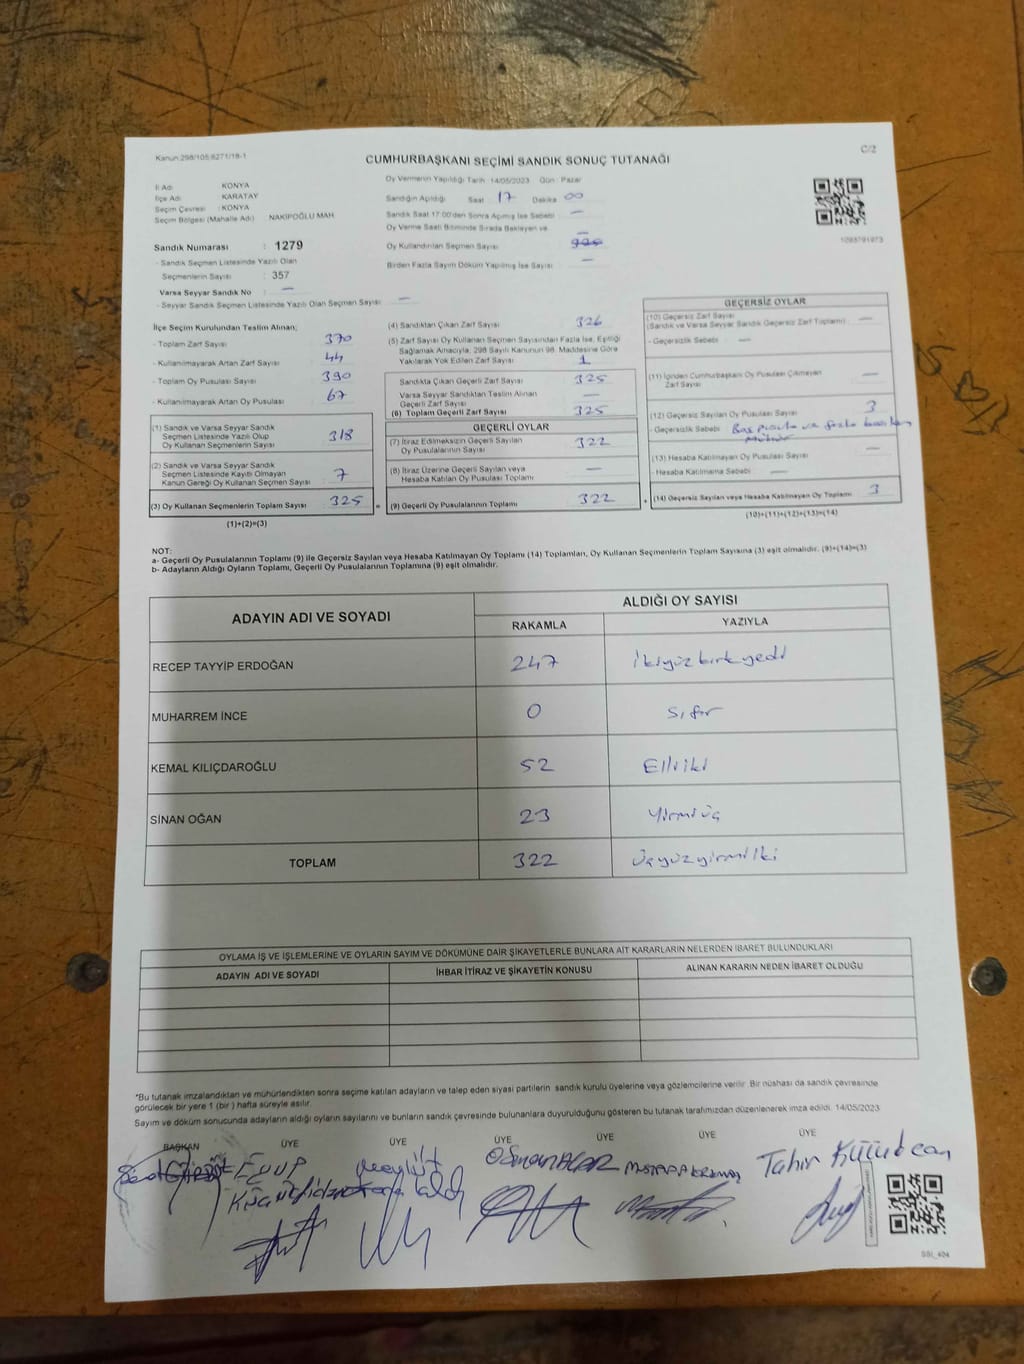 Kanun:298/105;6271/18-1
C/2
CUMHURBAŞKANI SEÇİMİ SANDIK SONUÇ TUTANAĞI
İl Adı : KONYA
İlçe Adı : KARATAY
Seçim Çevresi : KONYA
Seçim Bölgesi (Mahalle Adı) NAKIPOĞLU MAH
Sandık Numarası : 1279
- Sandık Seçmen Listesinde Yazılı Olan
Seçmenlerin Sayısı : 357
Varsa Seyyar Sandık No : —
- Seyyar Sandık Seçmen Listesinde Yazılı Olan Seçmen Sayısı : —
Oy Vermenin Yapıldığı Tarih : 14/05/2023 Gün : Pazar
Sandığın Açıldığı Saat : 17 Dakika : 00
Sandık Saat 17:00'den Sonra Açılmış İse Sebebi : —
Oy Verme Saati Bitiminde Sırada Bekleyen ve
Oy Kullandırılan Seçmen Sayısı : —
Birden Fazla Sayım Döküm Yapılmış İse Sayısı : —
1093791973
İlçe Seçim Kurulundan Teslim Alınan;
- Toplam Zarf Sayısı : 370
- Kullanılmayarak Artan Zarf Sayısı : 44
- Toplam Oy Pusulası Sayısı : 390
- Kullanılmayarak Artan Oy Pusulası : 67
(1) Sandık ve Varsa Seyyar Sandık
Seçmen Listesinde Yazılı Olup
Oy Kullanan Seçmenlerin Sayısı : 318
(2) Sandık ve Varsa Seyyar Sandık
Seçmen Listesinde Kayıtlı Olmayan
Kanun Gereği Oy Kullanan Seçmen Sayısı : 7
(3) Oy Kullanan Seçmenlerin Toplam Sayısı : 325
(1)+(2)=(3)
(4) Sandıktan Çıkan Zarf Sayısı : 326
(5) Zarf Sayısı Oy Kullanan Seçmen Sayısından Fazla İse, Eşitliği
Sağlamak Amacıyla; 298 Sayılı Kanunun 98. Maddesine Göre
Yakılarak Yok Edilen Zarf Sayısı : 1
Sandıkta Çıkan Geçerli Zarf Sayısı : 325
Varsa Seyyar Sandıktan Teslim Alınan
Geçerli Zarf Sayısı : —
(6) Toplam Geçerli Zarf Sayısı : 325
GEÇERLİ OYLAR
(7) İtiraz Edilmeksizin Geçerli Sayılan
Oy Pusulalarının Sayısı : 322
(8) İtiraz Üzerine Geçerli Sayılan veya
Hesaba Katılan Oy Pusulası Toplamı : —
(9) Geçerli Oy Pusulalarının Toplamı : 322
GEÇERSİZ OYLAR
(10) Geçersiz Zarf Sayısı
(Sandık ve Varsa Seyyar Sandık Geçersiz Zarf Toplamı) : —
- Geçersizlik Sebebi : —
(11) İçinden Cumhurbaşkanı Oy Pusulası Çıkmayan
Zarf Sayısı : —
(12) Geçersiz Sayılan Oy Pusulası Sayısı : 3
- Geçersizlik Sebebi : Boş pusula ve fazla basılan
Mühür
(13) Hesaba Katılmayan Oy Pusulası Sayısı : —
- Hesaba Katılmama Sebebi : —
(14) Geçersiz Sayılan veya Hesaba Katılmayan Oy Toplamı : 3
(10)+(11)+(12)+(13)=(14)
NOT:
a- Geçerli Oy Pusulalarının Toplamı (9) ile Geçersiz Sayılan veya Hesaba Katılmayan Oy Toplamı (14) Toplamları, Oy Kullanan Seçmenlerin Toplam Sayısına (3) eşit olmalıdır. (9)+(14)=(3)
b- Adayların Aldığı Oyların Toplamı, Geçerli Oy Pusulalarının Toplamına (9) eşit olmalıdır.
ADAYIN ADI VE SOYADI ALDIĞI OY SAYISI
RAKAMLA YAZIYLA
RECEP TAYYİP ERDOĞAN 247 İkiyüzkırkyedi
MUHARREM İNCE 0 Sıfır
KEMAL KILIÇDAROĞLU 52 Elliiki
SİNAN OĞAN 23 Yirmiüç
TOPLAM 322 Üçyüzyirmiiki
OYLAMA İŞ VE İŞLEMLERİNE VE OYLARIN SAYIM VE DÖKÜMÜNE DAİR ŞİKAYETLERLE BUNLARA AİT KARARLARIN NELERDEN İBARET BULUNDUKLARI
ADAYIN ADI VE SOYADI İHBAR İTİRAZ VE ŞİKAYETİN KONUSU ALINAN KARARIN NEDEN İBARET OLDUĞU
*Bu tutanak imzalandıktan ve mühürlendikten sonra seçime katılan adayların ve talep eden siyasi partilerin sandık kurulu üyelerine veya gözlemcilerine verilir. Bir nüshası da sandık çevresinde
görülecek bir yere 1 (bir) hafta süreyle asılır.
Sayım ve döküm sonucunda adayların aldığı oyların sayılarını ve bunların sandık çevresinde bulunanlara duyurulduğunu gösteren bu tutanak tarafımızdan düzenlenerek imza edildi. 14/05/2023
BAŞKAN ÜYE ÜYE ÜYE ÜYE ÜYE ÜYE
Eyup
Osman ACAR
Tahir
SSİ_404